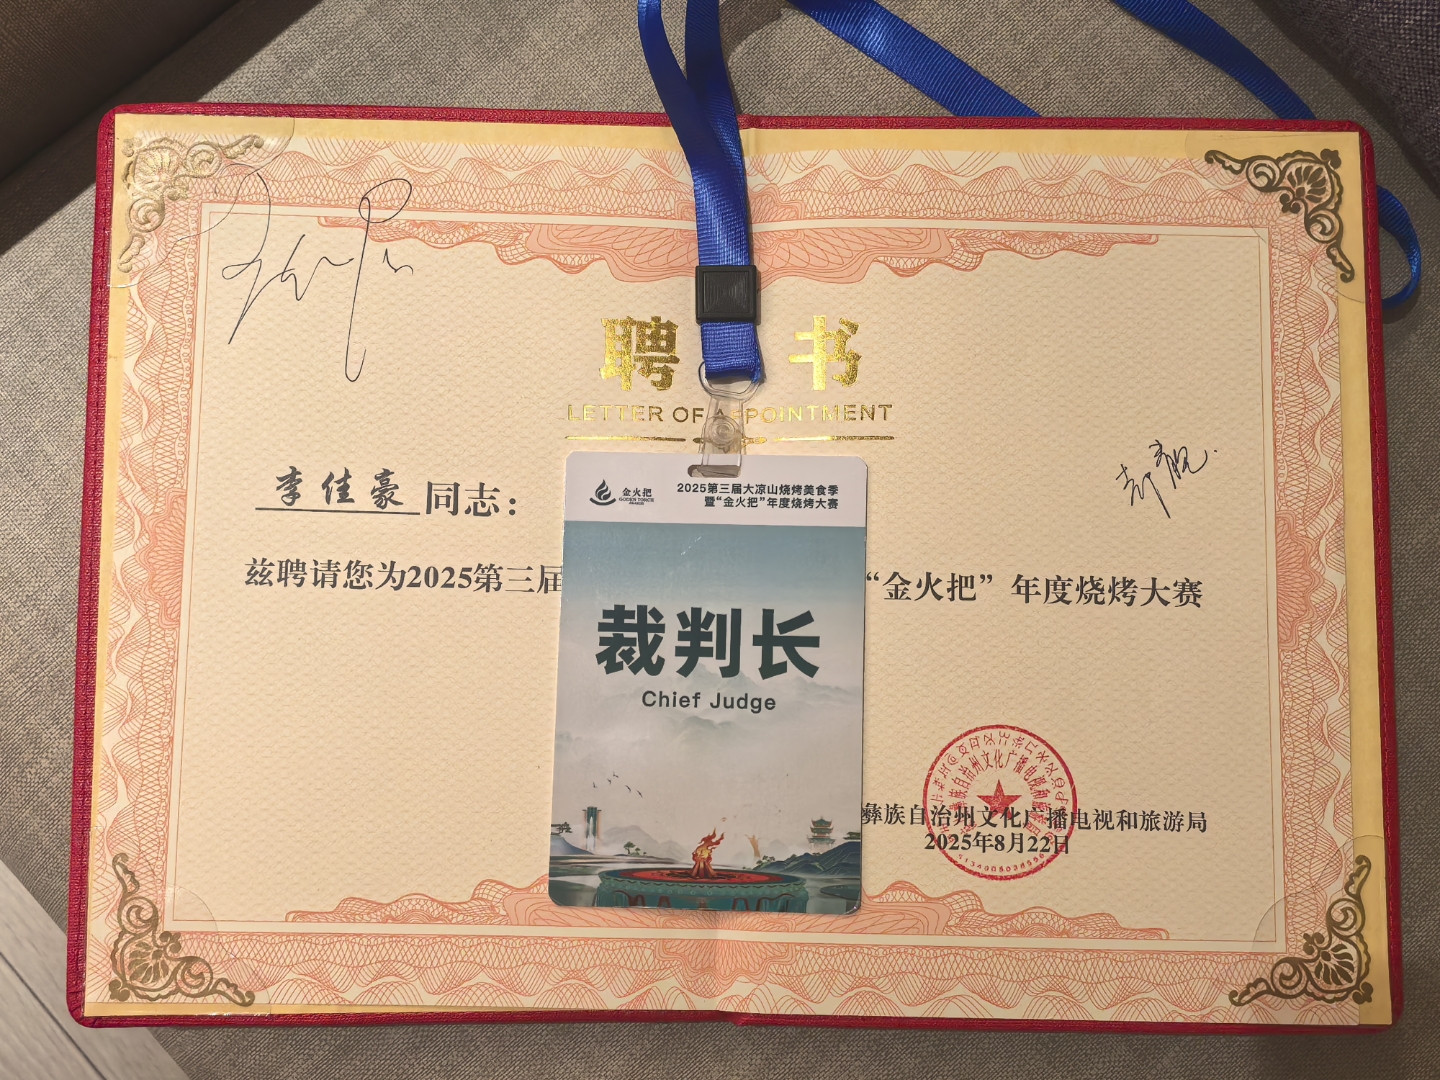 聘书
LETTER OF APPOINTMENT
李佳豪 同志：
兹聘请您为2025第三届
“金火把”年度烧烤大赛
金火把
2025第三届大凉山烧烤美食季
暨“金火把”年度烧烤大赛
裁判长
Chief Judge
彝族自治州文化广播电视和旅游局
2025年8月22日